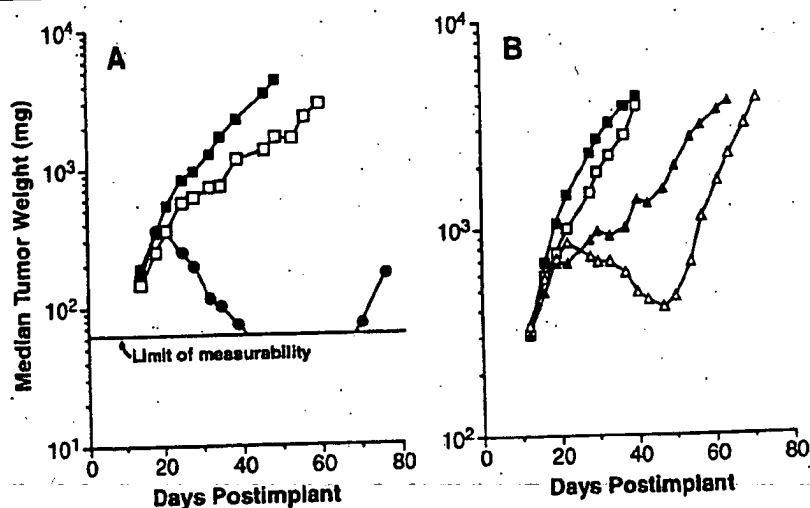 A
B
Median Tumor Weight (mg)
10⁴
10³
10²
10¹
Limit of measurability
0 20 40 60 80
Days Postimplant
10⁴
10³
10²
0 20 40 60 80
Days Postimplant